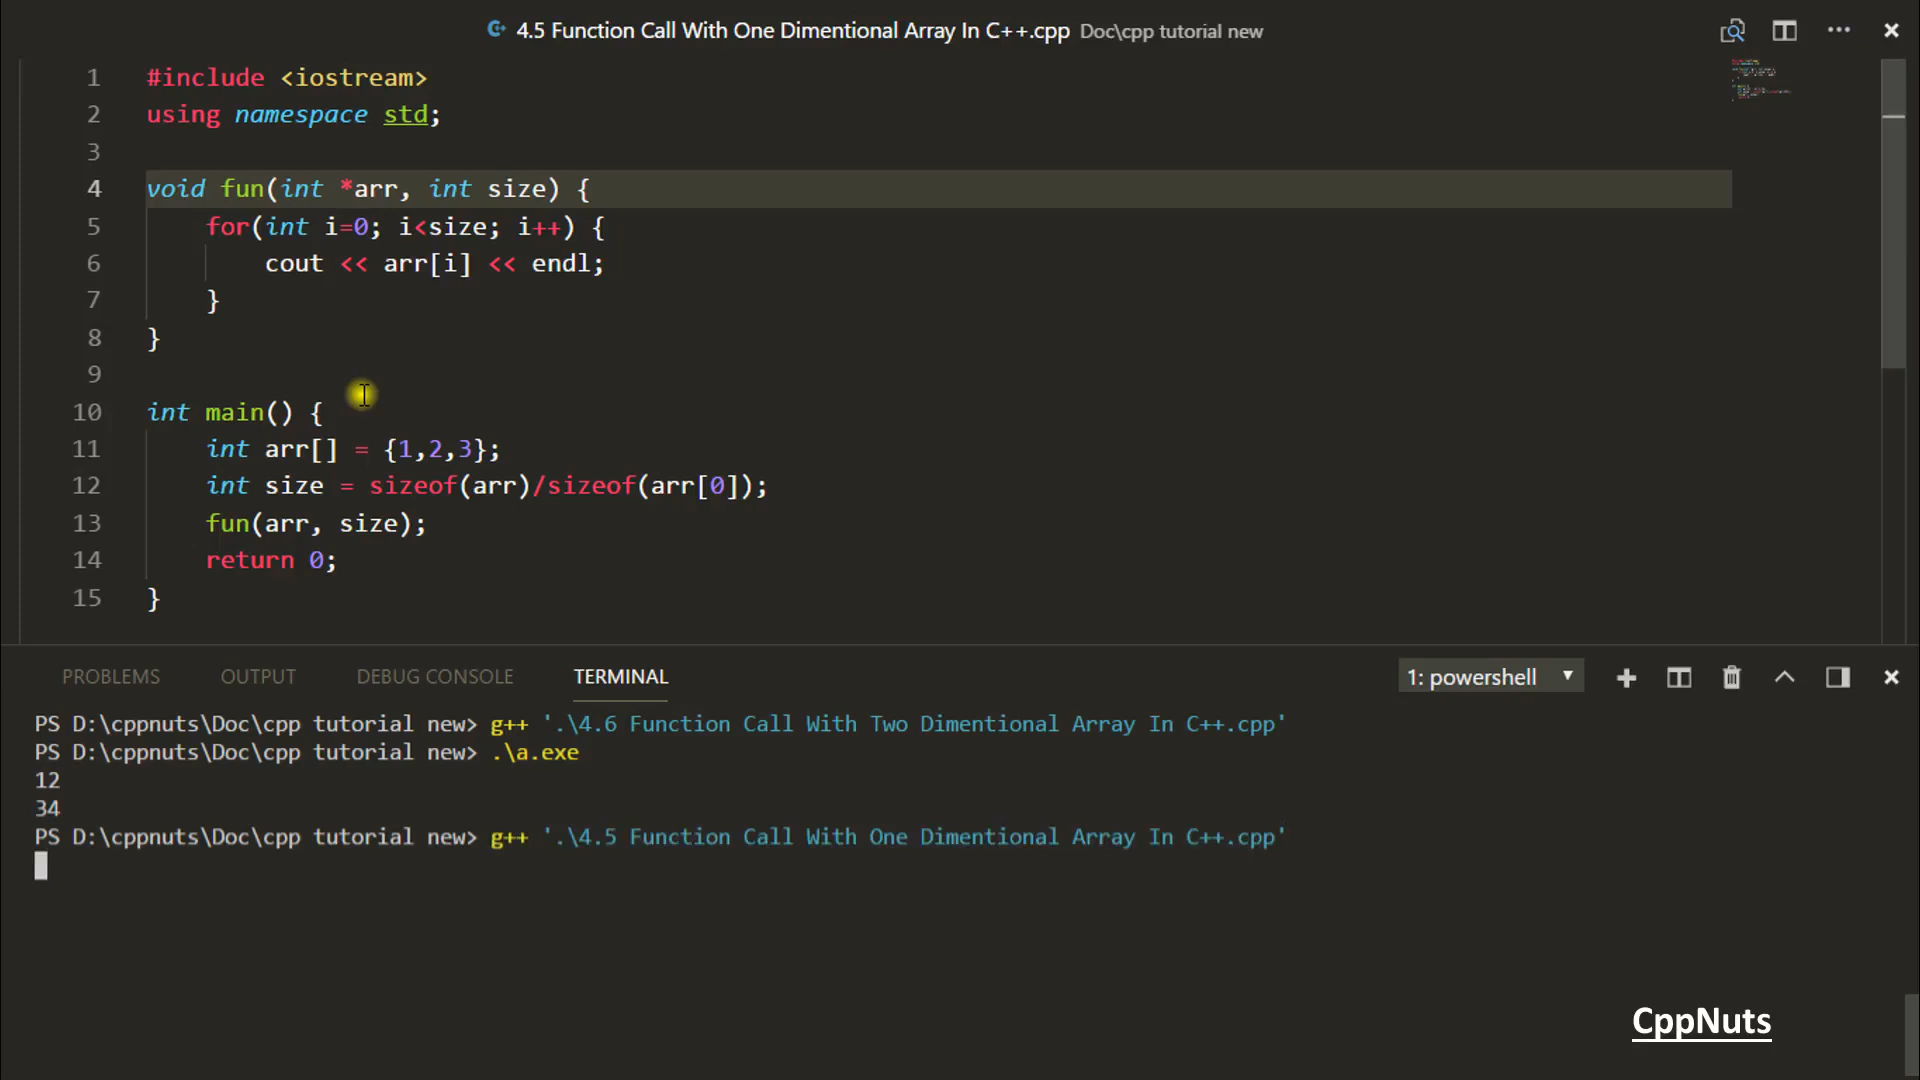 4.5 Function Call With One Dimentional Array In C++.cpp Doc\cpp tutorial new
1 #include <iostream>
2 using namespace std;
3
4 void fun(int *arr, int size) {
5 for(int i=0; i<size; i++) {
6 cout << arr[i] << endl;
7 }
8 }
9
10 int main() {
11 int arr[] = {1,2,3};
12 int size = sizeof(arr)/sizeof(arr[0]);
13 fun(arr, size);
14 return 0;
15 }
PROBLEMS OUTPUT DEBUG CONSOLE TERMINAL 1: powershell
PS D:\cppnuts\Doc\cpp tutorial new> g++ '.\4.6 Function Call With Two Dimentional Array In C++.cpp'
PS D:\cppnuts\Doc\cpp tutorial new> .\a.exe
12
34
PS D:\cppnuts\Doc\cpp tutorial new> g++ '.\4.5 Function Call With One Dimentional Array In C++.cpp'
CppNuts